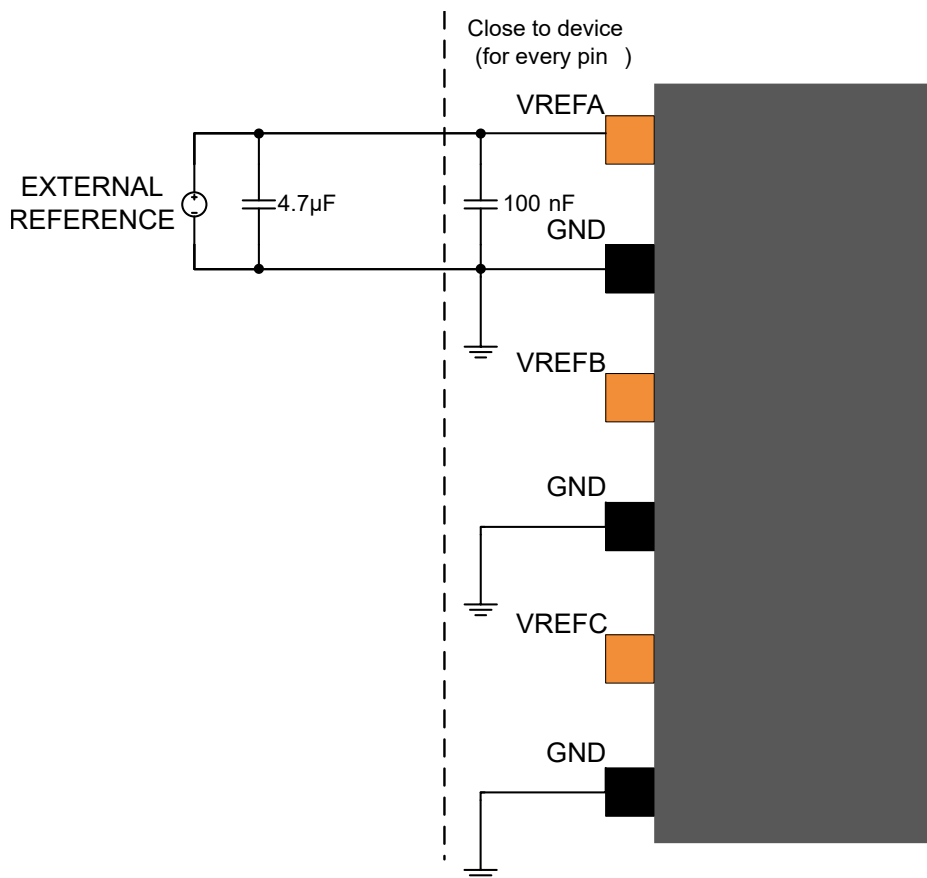 Close to device
(for every pin )
VREFA
EXTERNAL
REFERENCE
+
-
4.7µF
100 nF
GND
VREFB
GND
VREFC
GND